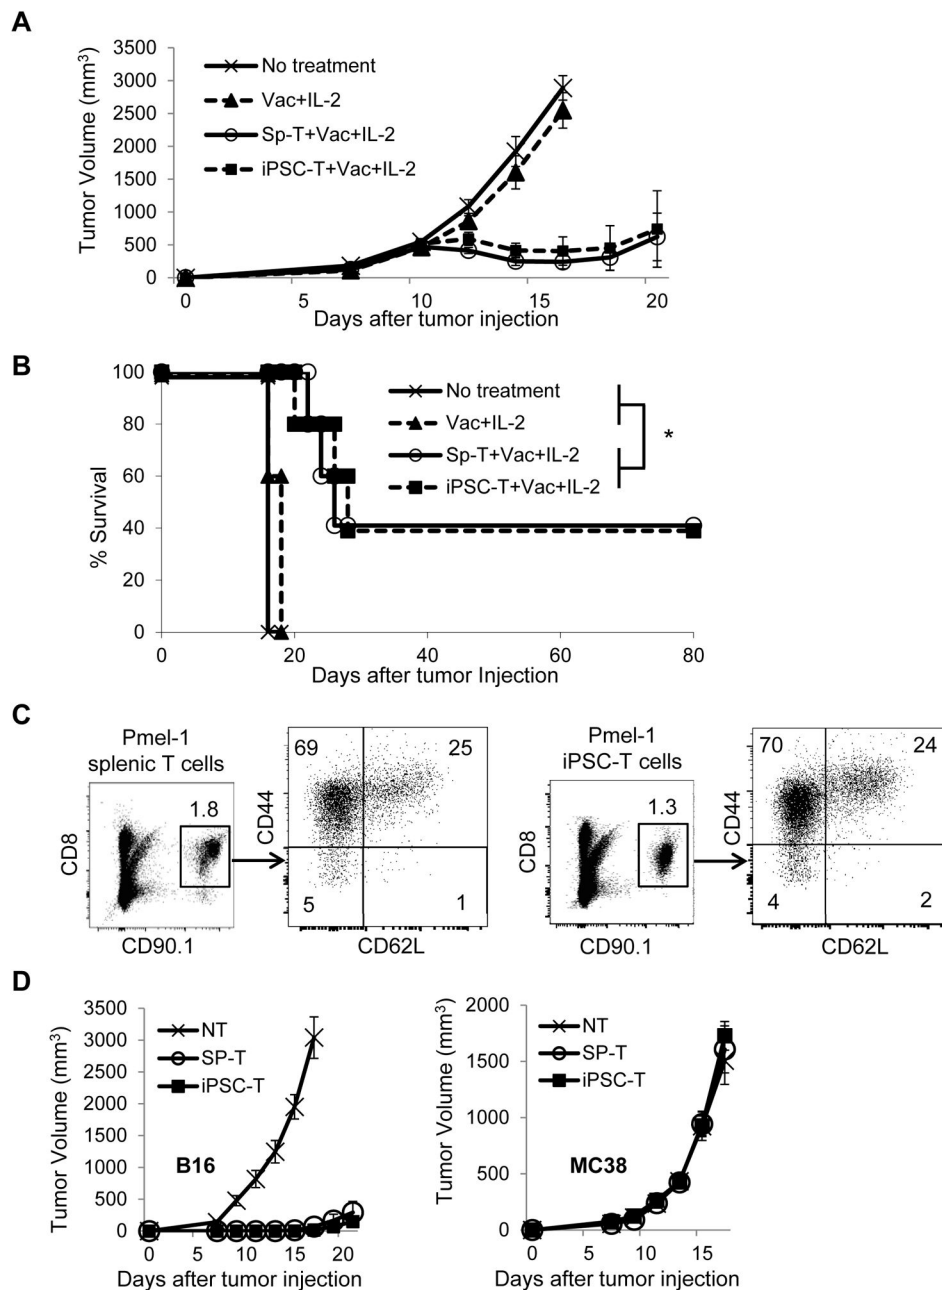 A
Tumor Volume (mm³)
3500
3000
2500
2000
1500
1000
500
0
No treatment
Vac+IL-2
Sp-T+Vac+IL-2
iPSC-T+Vac+IL-2
0 5 10 15 20
Days after tumor injection
B
% Survival
100
80
60
40
20
0
No treatment
Vac+IL-2
Sp-T+Vac+IL-2
iPSC-T+Vac+IL-2
*
0 20 40 60 80
Days after tumor Injection
C
Pmel-1
splenic T cells
1.8
CD8
CD90.1
69 25
5 1
CD44
CD62L
Pmel-1
iPSC-T cells
1.3
CD8
CD90.1
70 24
4 2
CD44
CD62L
D
Tumor Volume (mm³)
3500
3000
2500
2000
1500
1000
500
0
NT
SP-T
iPSC-T
B16
0 5 10 15 20
Days after tumor injection
Tumor Volume (mm³)
2000
1500
1000
500
0
NT
SP-T
iPSC-T
MC38
0 5 10 15
Days after tumor injection